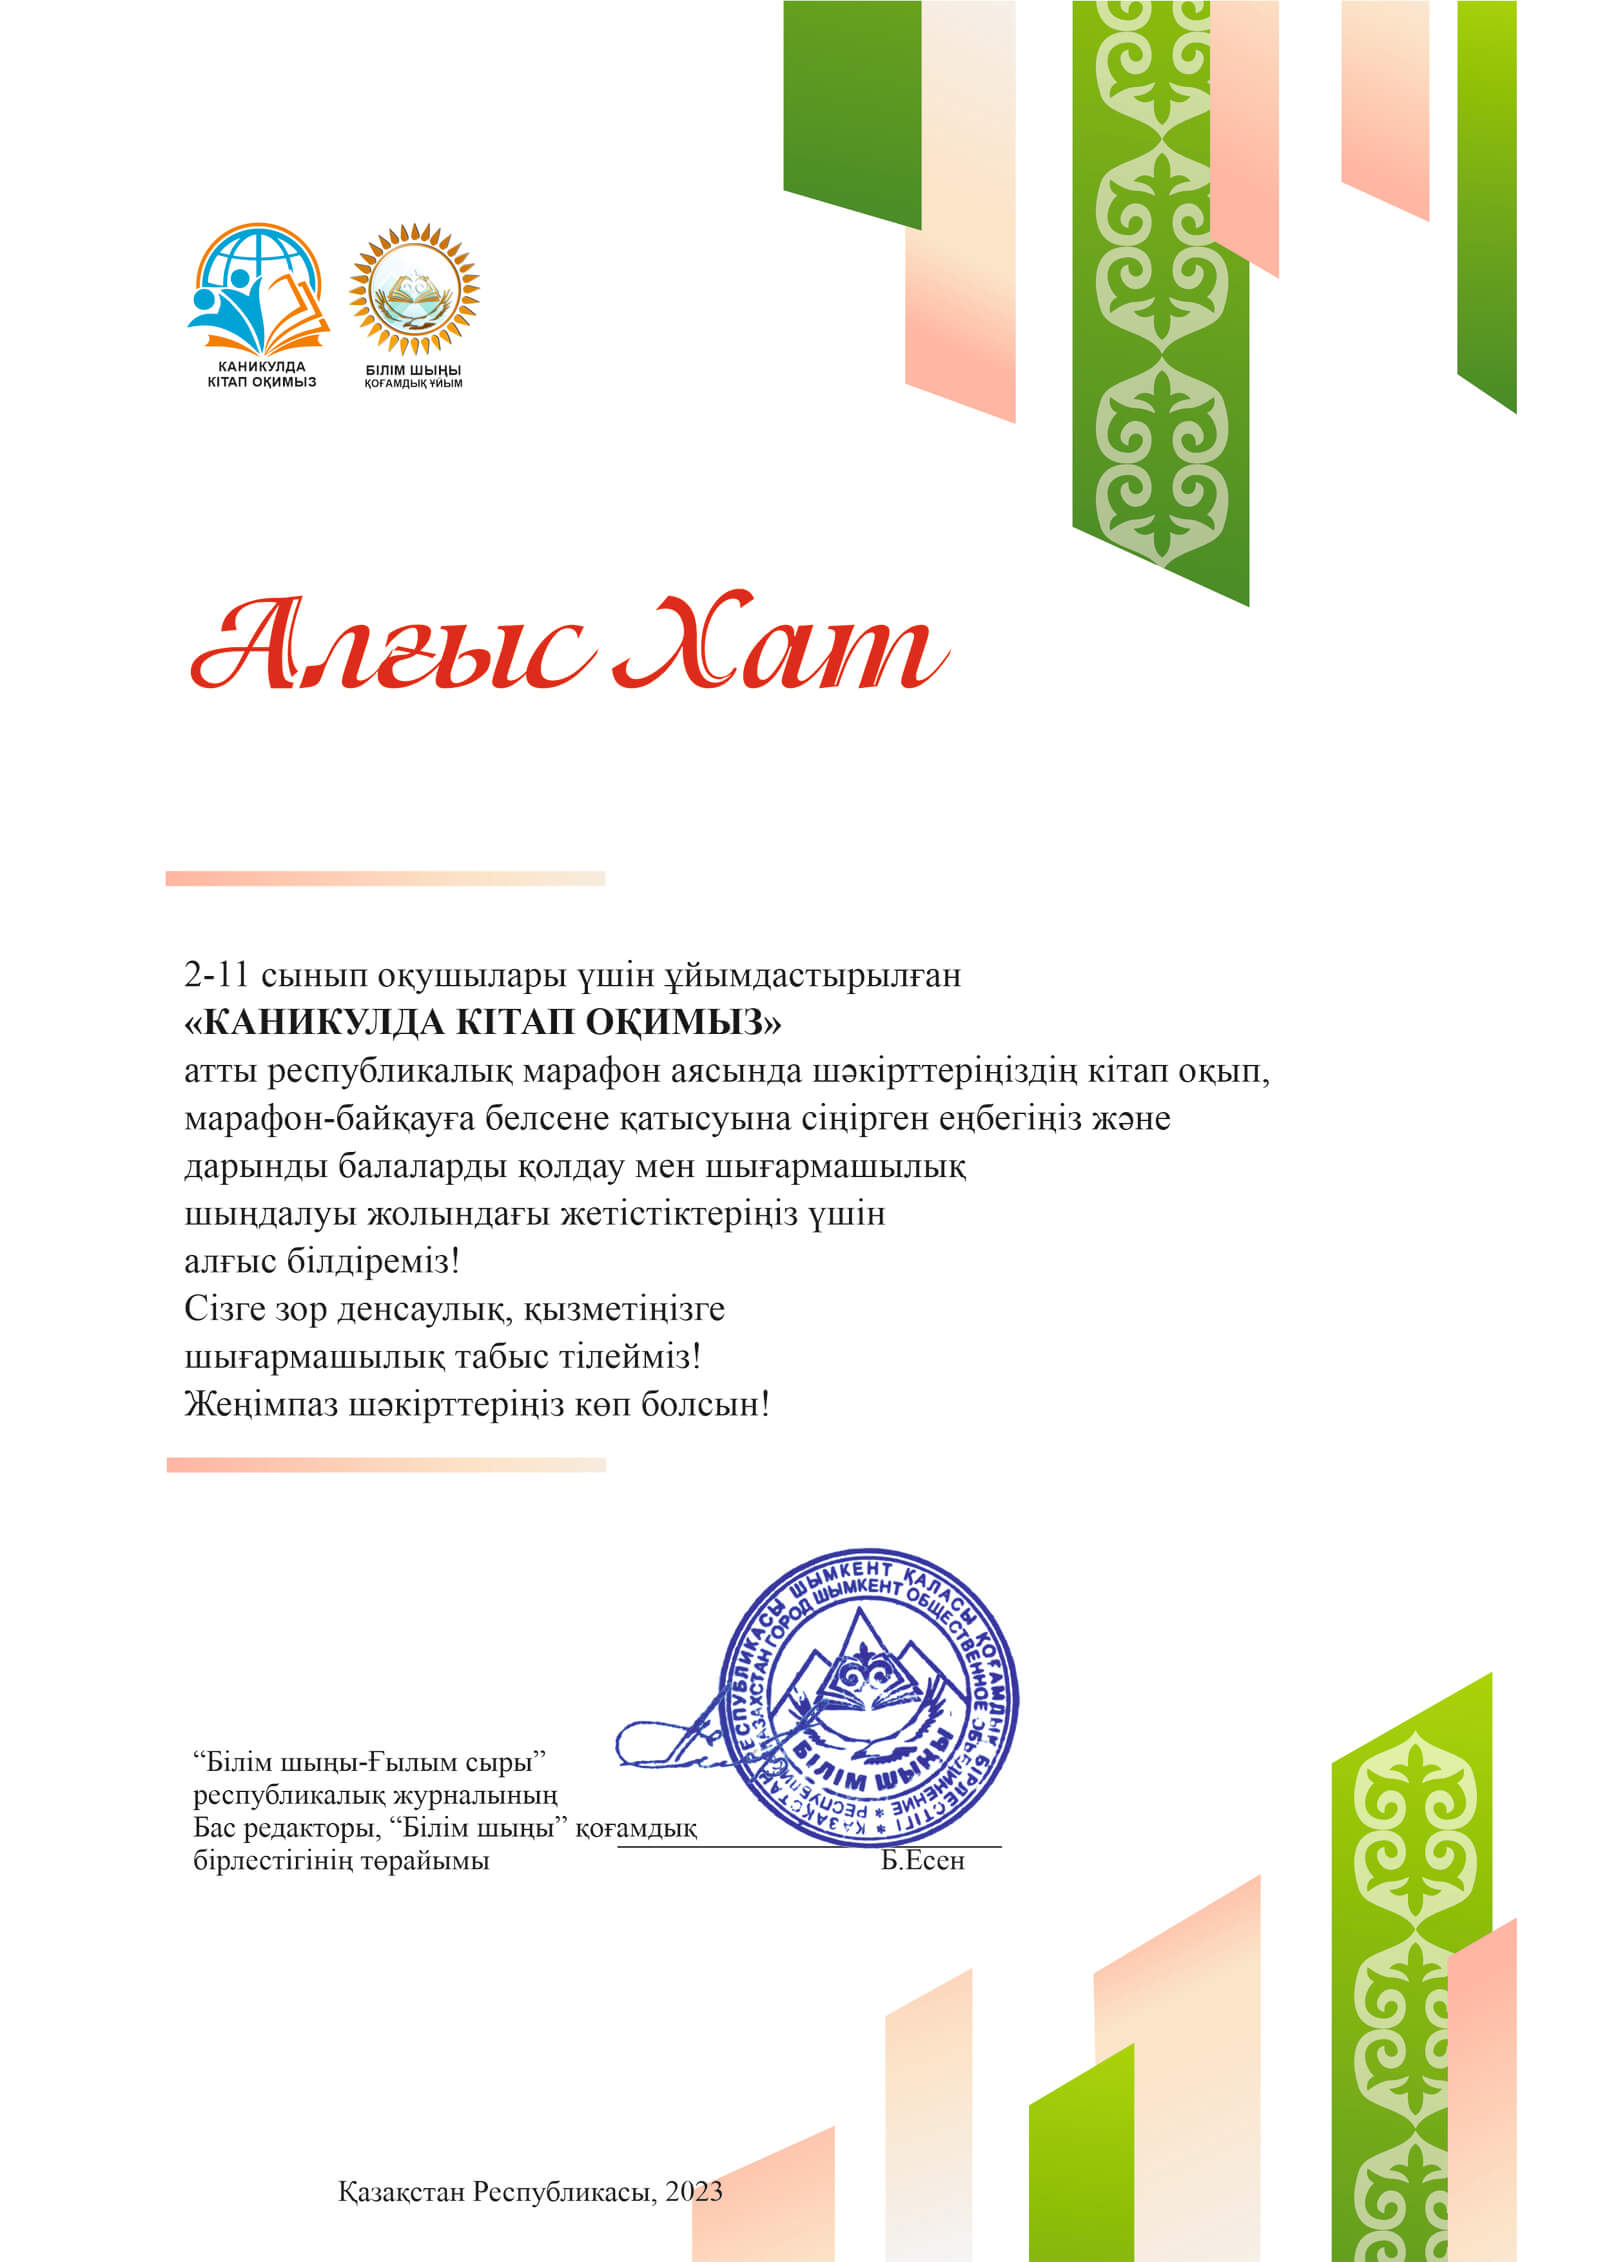 КАНИКУЛДА
КІТАП ОҚИМЫЗ
БІЛІМ ШЫҢЫ
ҚОҒАМДЫҚ ҰЙЫМ
Алғыс Хат
2-11 сынып оқушылары үшін ұйымдастырылған
«КАНИКУЛДА КІТАП ОҚИМЫЗ»
атты республикалық марафон аясында шәкірттеріңіздің кітап оқып,
марафон-байқауға белсене қатысуына сіңірген еңбегіңіз және
дарынды балаларды қолдау мен шығармашылық
шыңдалуы жолындағы жетістіктеріңіз үшін
алғыс білдіреміз!
Сізге зор денсаулық, қызметіңізге
шығармашылық табыс тілейміз!
Жеңімпаз шәкірттеріңіз көп болсын!
ҚАЗАҚСТАН РЕСПУБЛИКАСЫ ШЫМКЕНТ ҚАЛАСЫ ҚОҒАМДЫҚ БІРЛЕСТІГІ *
РЕСПУБЛИКА КАЗАХСТАН ГОРОД ШЫМКЕНТ ОБЩЕСТВЕННОЕ ОБЪЕДИНЕНИЕ *
БІЛІМ ШЫҢЫ
“Білім шыңы-Ғылым сыры”
республикалық журналының
Бас редакторы, “Білім шыңы” қоғамдық
бірлестігінің төрайымы
Б.Есен
Қазақстан Республикасы, 2023